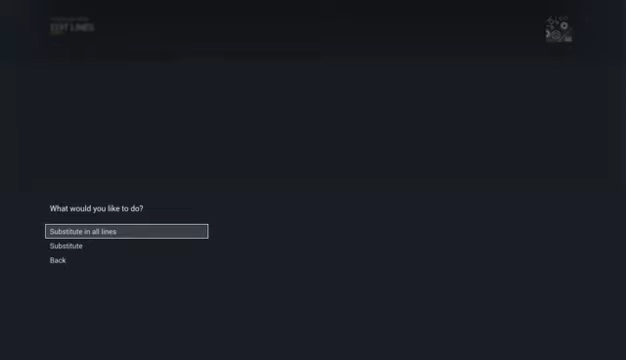 EDIT LINES
What would you like to do?
Substitute in all lines
Substitute
Back